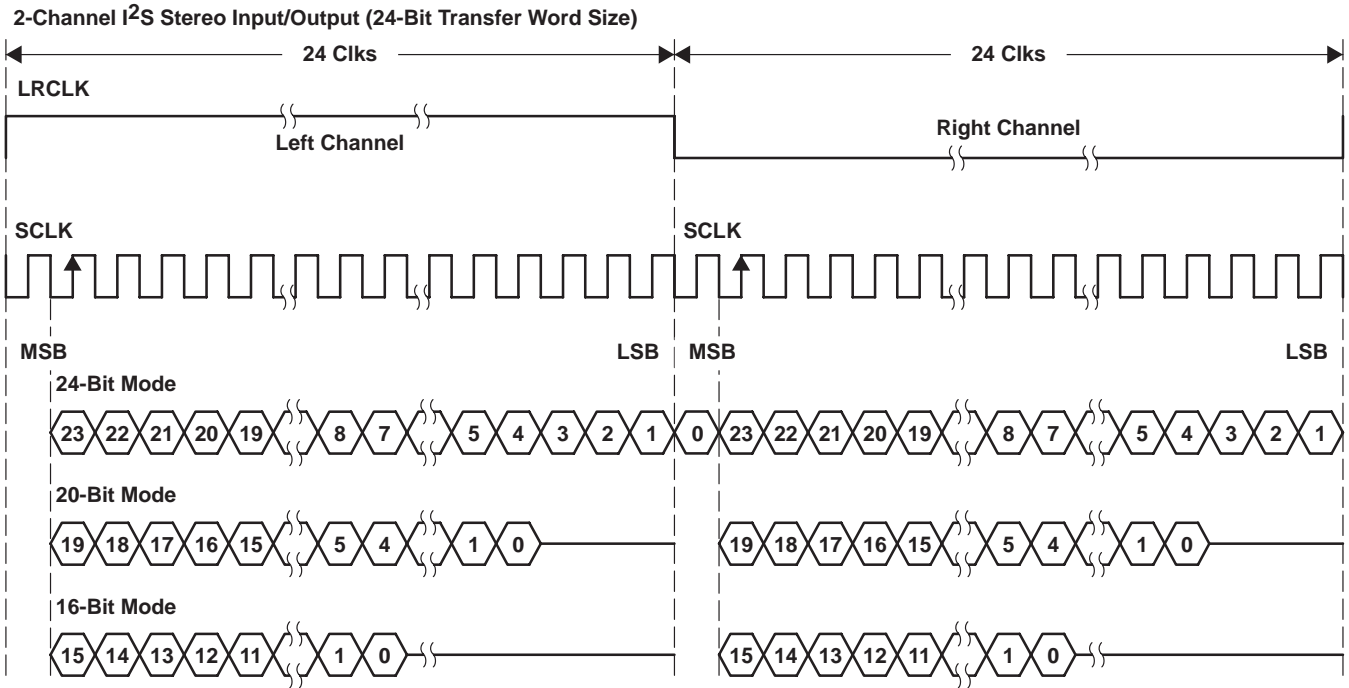 2-Channel I2S Stereo Input/Output (24-Bit Transfer Word Size)
24 Clks 24 Clks
LRCLK
Left Channel Right Channel
SCLK SCLK
MSB LSB MSB LSB
24-Bit Mode
23 22 21 20 19 8 7 5 4 3 2 1 0 23 22 21 20 19 8 7 5 4 3 2 1
20-Bit Mode
19 18 17 16 15 5 4 1 0 19 18 17 16 15 5 4 1 0
16-Bit Mode
15 14 13 12 11 1 0 15 14 13 12 11 1 0